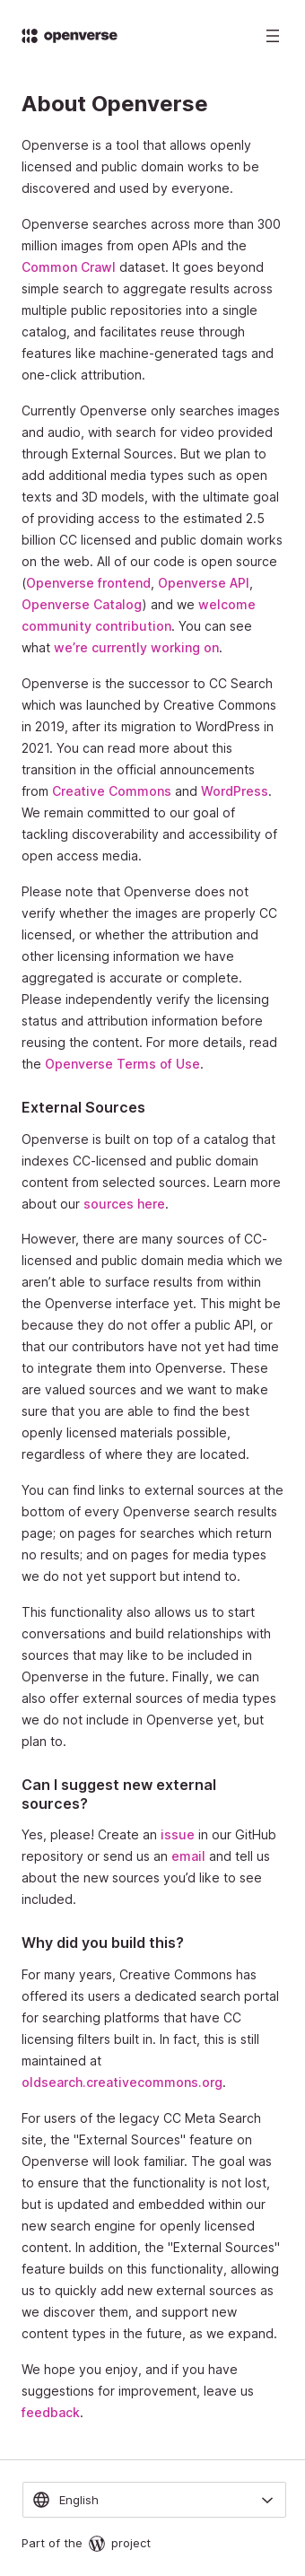 openverse
About Openverse
Openverse is a tool that allows openly
licensed and public domain works to be
discovered and used by everyone.
Openverse searches across more than 300
million images from open APIs and the
Common Crawl dataset. It goes beyond
simple search to aggregate results across
multiple public repositories into a single
catalog, and facilitates reuse through
features like machine-generated tags and
one-click attribution.
Currently Openverse only searches images
and audio, with search for video provided
through External Sources. But we plan to
add additional media types such as open
texts and 3D models, with the ultimate goal
of providing access to the estimated 2.5
billion CC licensed and public domain works
on the web. All of our code is open source
(Openverse frontend, Openverse API,
Openverse Catalog) and we welcome
community contribution. You can see
what we’re currently working on.
Openverse is the successor to CC Search
which was launched by Creative Commons
in 2019, after its migration to WordPress in
2021. You can read more about this
transition in the official announcements
from Creative Commons and WordPress.
We remain committed to our goal of
tackling discoverability and accessibility of
open access media.
Please note that Openverse does not
verify whether the images are properly CC
licensed, or whether the attribution and
other licensing information we have
aggregated is accurate or complete.
Please independently verify the licensing
status and attribution information before
reusing the content. For more details, read
the Openverse Terms of Use.
External Sources
Openverse is built on top of a catalog that
indexes CC-licensed and public domain
content from selected sources. Learn more
about our sources here.
However, there are many sources of CC-
licensed and public domain media which we
aren’t able to surface results from within
the Openverse interface yet. This might be
because they do not offer a public API, or
that our contributors have not yet had time
to integrate them into Openverse. These
are valued sources and we want to make
sure that you are able to find the best
openly licensed materials possible,
regardless of where they are located.
You can find links to external sources at the
bottom of every Openverse search results
page; on pages for searches which return
no results; and on pages for media types
we do not yet support but intend to.
This functionality also allows us to start
conversations and build relationships with
sources that may like to be included in
Openverse in the future. Finally, we can
also offer external sources of media types
we do not include in Openverse yet, but
plan to.
Can I suggest new external
sources?
Yes, please! Create an issue in our GitHub
repository or send us an email and tell us
about the new sources you’d like to see
included.
Why did you build this?
For many years, Creative Commons has
offered its users a dedicated search portal
for searching platforms that have CC
licensing filters built in. In fact, this is still
maintained at
oldsearch.creativecommons.org.
For users of the legacy CC Meta Search
site, the "External Sources" feature on
Openverse will look familiar. The goal was
to ensure that the functionality is not lost,
but is updated and embedded within our
new search engine for openly licensed
content. In addition, the "External Sources"
feature builds on this functionality, allowing
us to quickly add new external sources as
we discover them, and support new
content types in the future, as we expand.
We hope you enjoy, and if you have
suggestions for improvement, leave us
feedback.
English
Part of the project